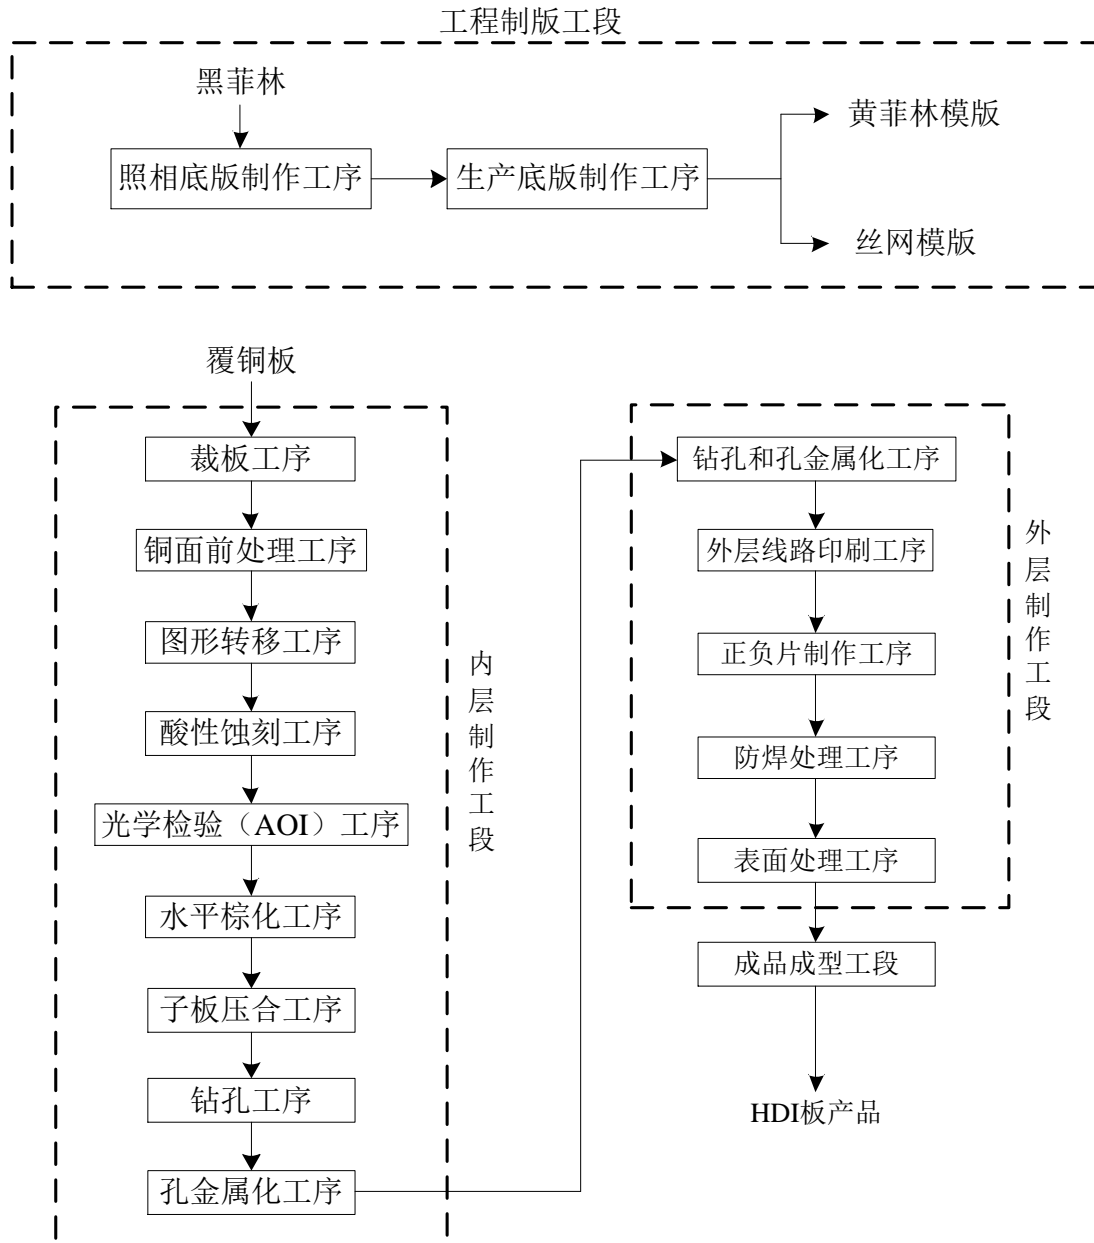 工程制版工段
黑菲林
照相底版制作工序
生产底版制作工序
黄菲林模版
丝网模版
覆铜板
裁板工序
铜面前处理工序
图形转移工序
酸性蚀刻工序
光学检验（AOI）工序
水平棕化工序
子板压合工序
钻孔工序
孔金属化工序
内层制作工段
钻孔和孔金属化工序
外层线路印刷工序
正负片制作工序
防焊处理工序
表面处理工序
外层制作工段
成品成型工段
HDI板产品